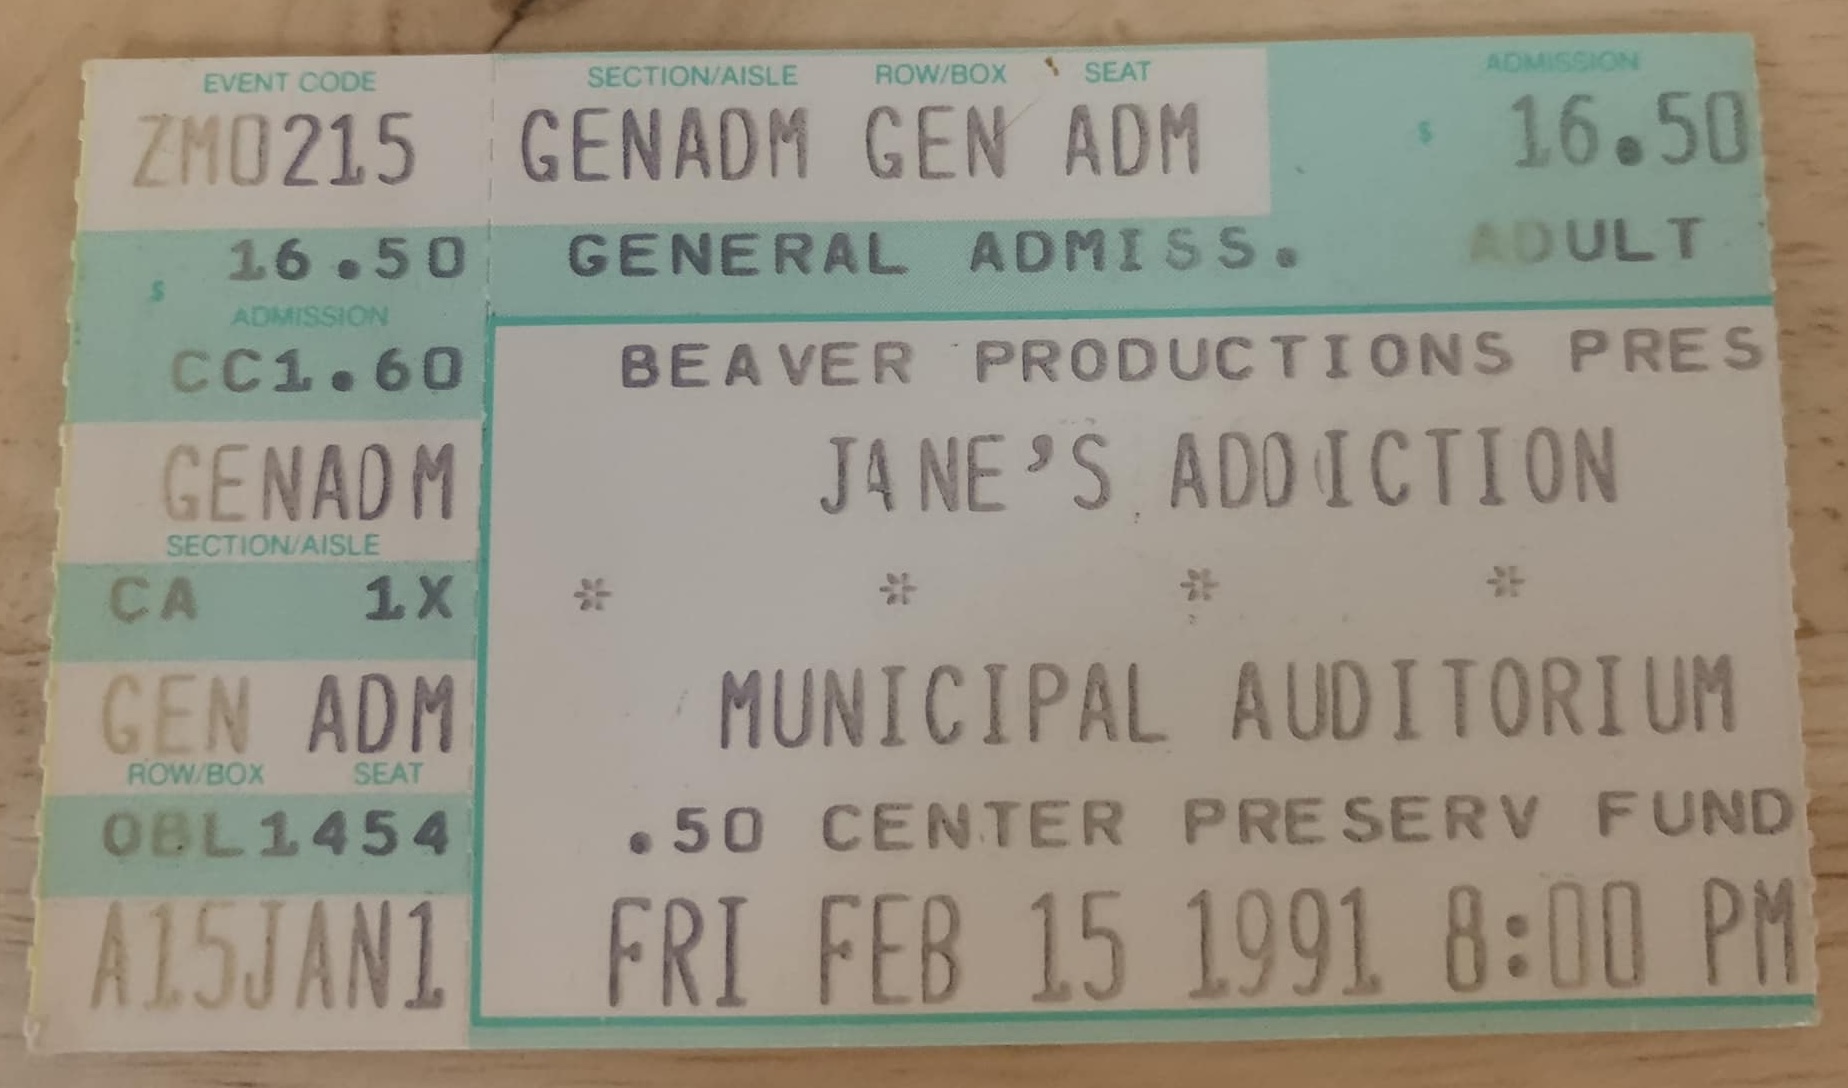 EVENT CODE
ZMO215
$ 16.50
ADMISSION
CC1.60
GENADM
SECTION/AISLE
CA 1X
GEN ADM
ROW/BOX SEAT
OBL1454
A15JAN1
SECTION/AISLE ROW/BOX SEAT ADMISSION
GENADM GEN ADM $ 16.50
GENERAL ADMISS. ADULT
BEAVER PRODUCTIONS PRES
JANE'S ADDICTION
* * * *
MUNICIPAL AUDITORIUM
.50 CENTER PRESERV FUND
FRI FEB 15 1991 8:00 PM